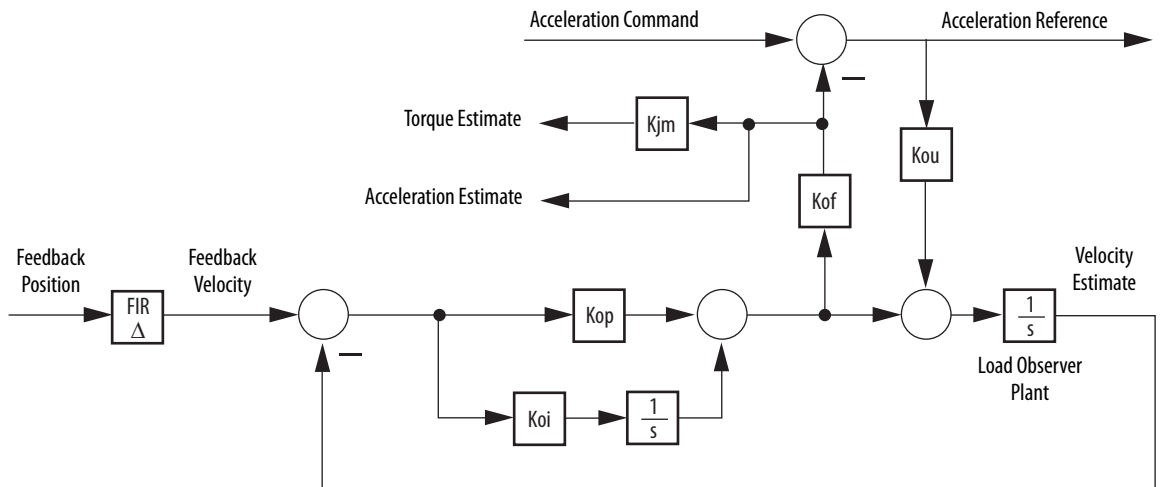 Acceleration Command
Acceleration Reference
Torque Estimate
Kjm
Kou
Acceleration Estimate
Kof
Feedback
Position
Feedback
Velocity
Velocity
Estimate
FIR
Δ
Kop
1
s
Load Observer
Plant
Koi
1
s